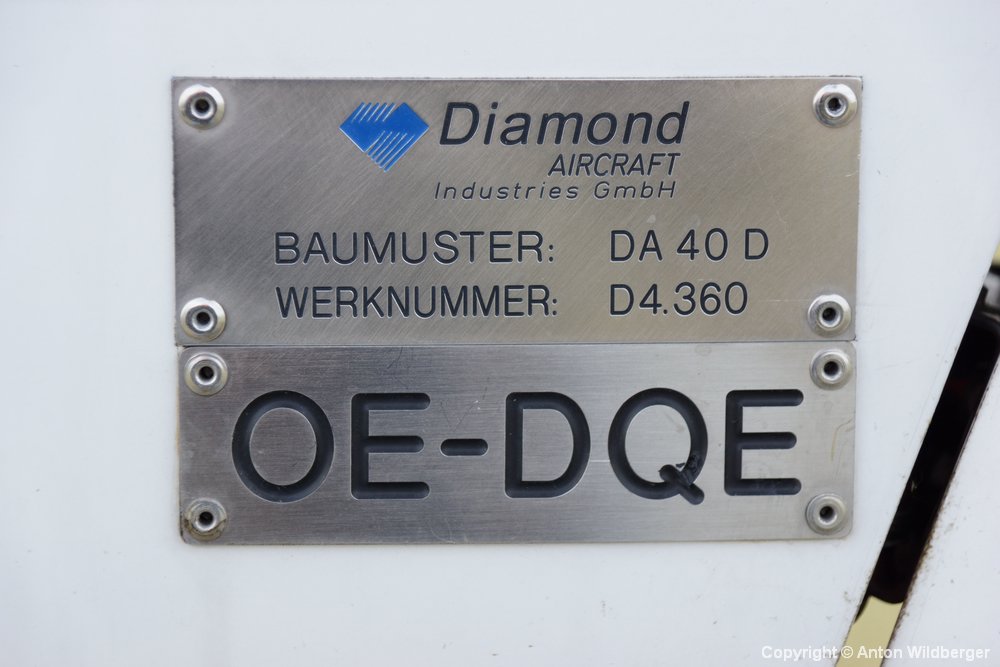 Diamond
AIRCRAFT
Industries GmbH
BAUMUSTER: DA 40 D
WERKNUMMER: D4.360
OE-DQE
Copyright © Anton Wildberger